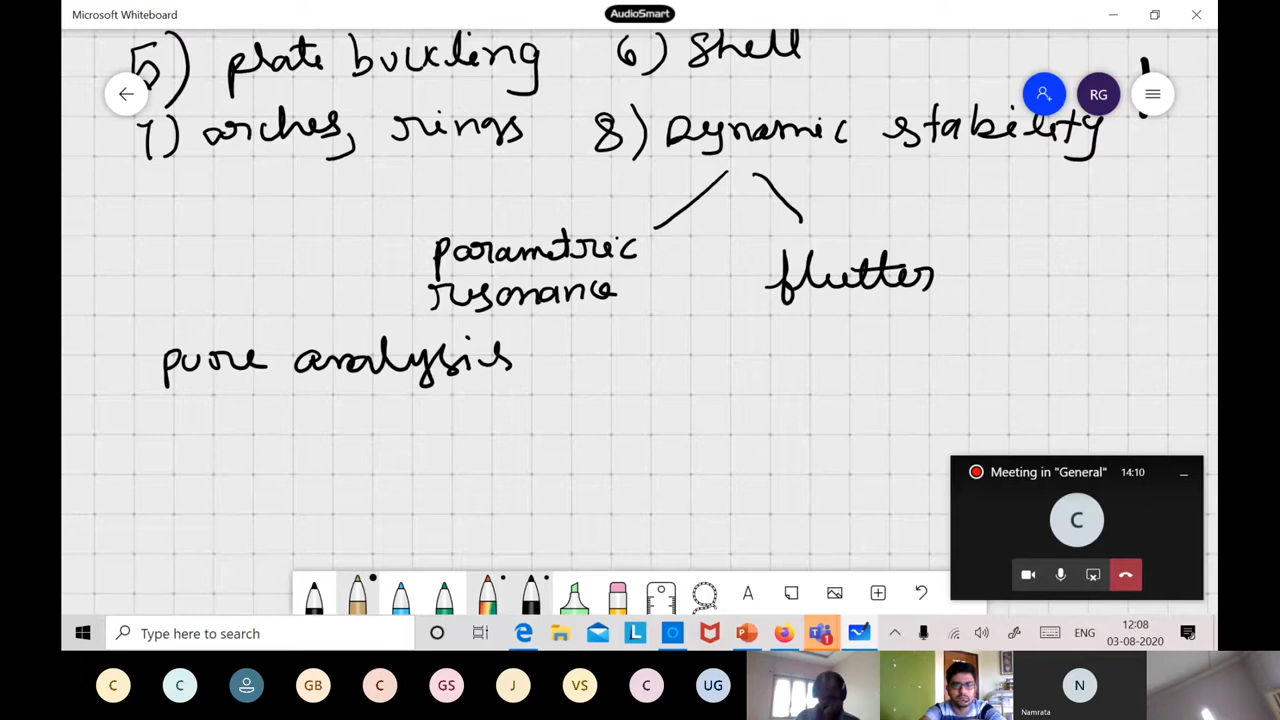 Microsoft Whiteboard
AudioSmart
5) plate buckling 6) Shell
7) arches, rings 8) Dynamic stability
RG
parametric
resonance
flutter
pure analysis
Meeting in "General" 14:10
C
A
Type here to search
ENG
12:08
03-08-2020
C C GB C GS J VS C UG N
Namrata